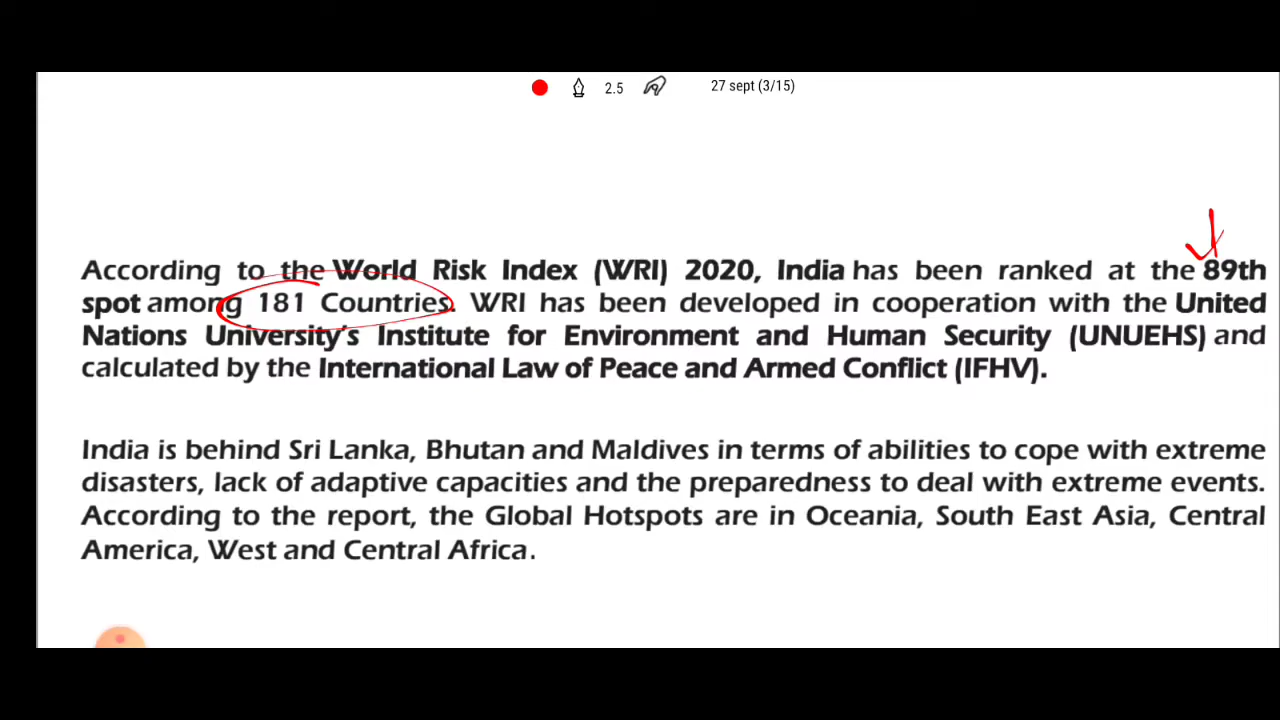 2.5 27 sept (3/15)
According to the World Risk Index (WRI) 2020, India has been ranked at the 89th
spot among 181 Countries. WRI has been developed in cooperation with the United
Nations University's Institute for Environment and Human Security (UNUEHS) and
calculated by the International Law of Peace and Armed Conflict (IFHV).
India is behind Sri Lanka, Bhutan and Maldives in terms of abilities to cope with extreme
disasters, lack of adaptive capacities and the preparedness to deal with extreme events.
According to the report, the Global Hotspots are in Oceania, South East Asia, Central
America, West and Central Africa.